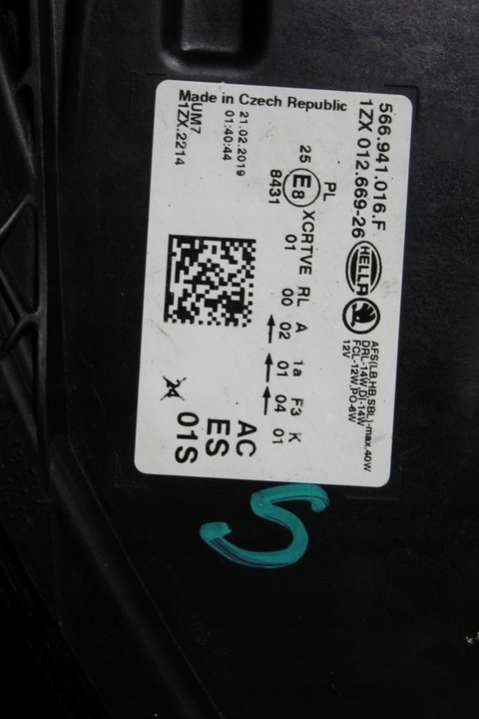 566.941.016.F
1ZX 012.669-26
HELLA
AFS(LB,HB,SBL)-max.40W
DRL-14W,DI-14W
FCL-12W,PO-6W
12V
PL XCRTVE RL A 1a F3 K
25 E8 01 00 02 01 04 01
8431
21.02.2019
01:40:44
Made in Czech Republic
UM7
1ZX.2214
24
AC
ES
01S
S